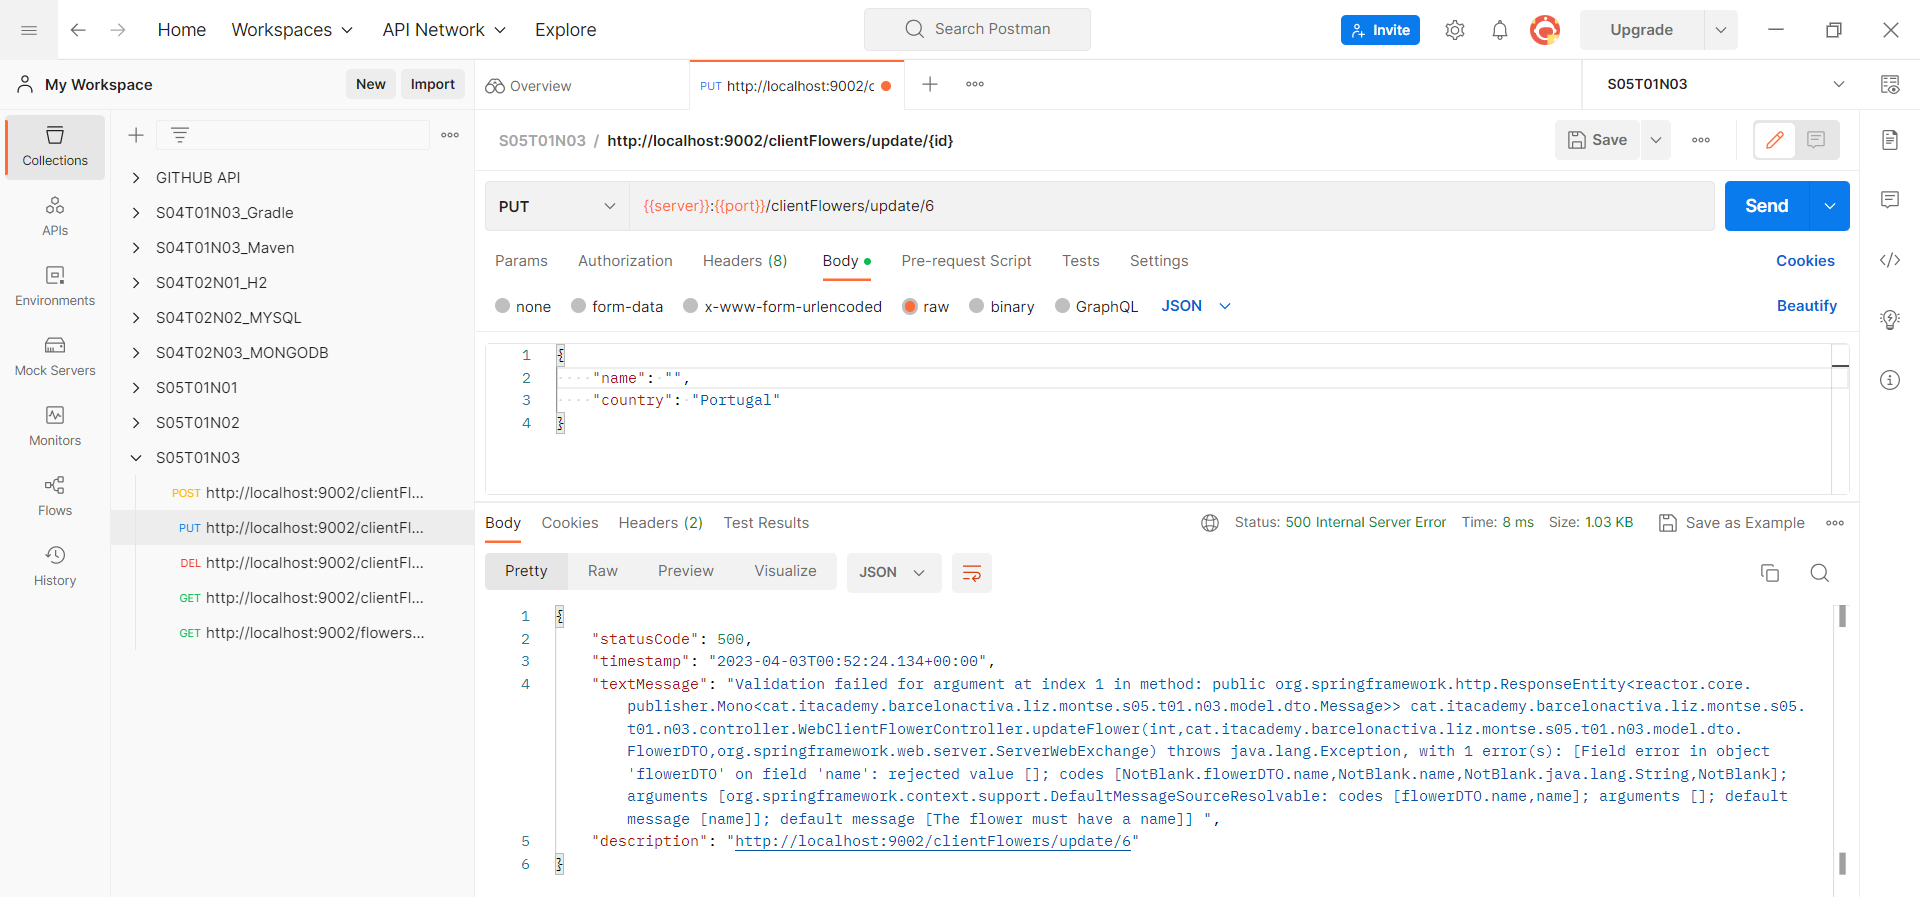 Home
Workspaces
API Network
Explore
Search Postman
Invite
Upgrade
My Workspace
New
Import
Overview
PUT http://localhost:9002/c
S05T01N03
Collections
APIs
Environments
Mock Servers
Monitors
Flows
History
GITHUB API
S04T01N03_Gradle
S04T01N03_Maven
S04T02N01_H2
S04T02N02_MYSQL
S04T02N03_MONGODB
S05T01N01
S05T01N02
S05T01N03
POST http://localhost:9002/clientFl...
PUT http://localhost:9002/clientFl...
DEL http://localhost:9002/clientFl...
GET http://localhost:9002/clientFl...
GET http://localhost:9002/flowers...
S05T01N03 / http://localhost:9002/clientFlowers/update/{id}
Save
PUT
{{server}}:{{port}}/clientFlowers/update/6
Send
Params
Authorization
Headers (8)
Body
Pre-request Script
Tests
Settings
Cookies
none
form-data
x-www-form-urlencoded
raw
binary
GraphQL
JSON
Beautify
1 {
2 "name": "",
3 "country": "Portugal"
4 }
Body
Cookies
Headers (2)
Test Results
Status: 500 Internal Server Error
Time: 8 ms
Size: 1.03 KB
Save as Example
Pretty
Raw
Preview
Visualize
JSON
1 {
2 "statusCode": 500,
3 "timestamp": "2023-04-03T00:52:24.134+00:00",
4 "textMessage": "Validation failed for argument at index 1 in method: public org.springframework.http.ResponseEntity<reactor.core.
publisher.Mono<cat.itacademy.barcelonactiva.liz.montse.s05.t01.n03.model.dto.Message>> cat.itacademy.barcelonactiva.liz.montse.s05.
t01.n03.controller.WebClientFlowerController.updateFlower(int,cat.itacademy.barcelonactiva.liz.montse.s05.t01.n03.model.dto.
FlowerDTO,org.springframework.web.server.ServerWebExchange) throws java.lang.Exception, with 1 error(s): [Field error in object
'flowerDTO' on field 'name': rejected value []; codes [NotBlank.flowerDTO.name,NotBlank.name,NotBlank.java.lang.String,NotBlank];
arguments [org.springframework.context.support.DefaultMessageSourceResolvable: codes [flowerDTO.name,name]; arguments []; default
message [name]]; default message [The flower must have a name]] ",
5 "description": "http://localhost:9002/clientFlowers/update/6"
6 }